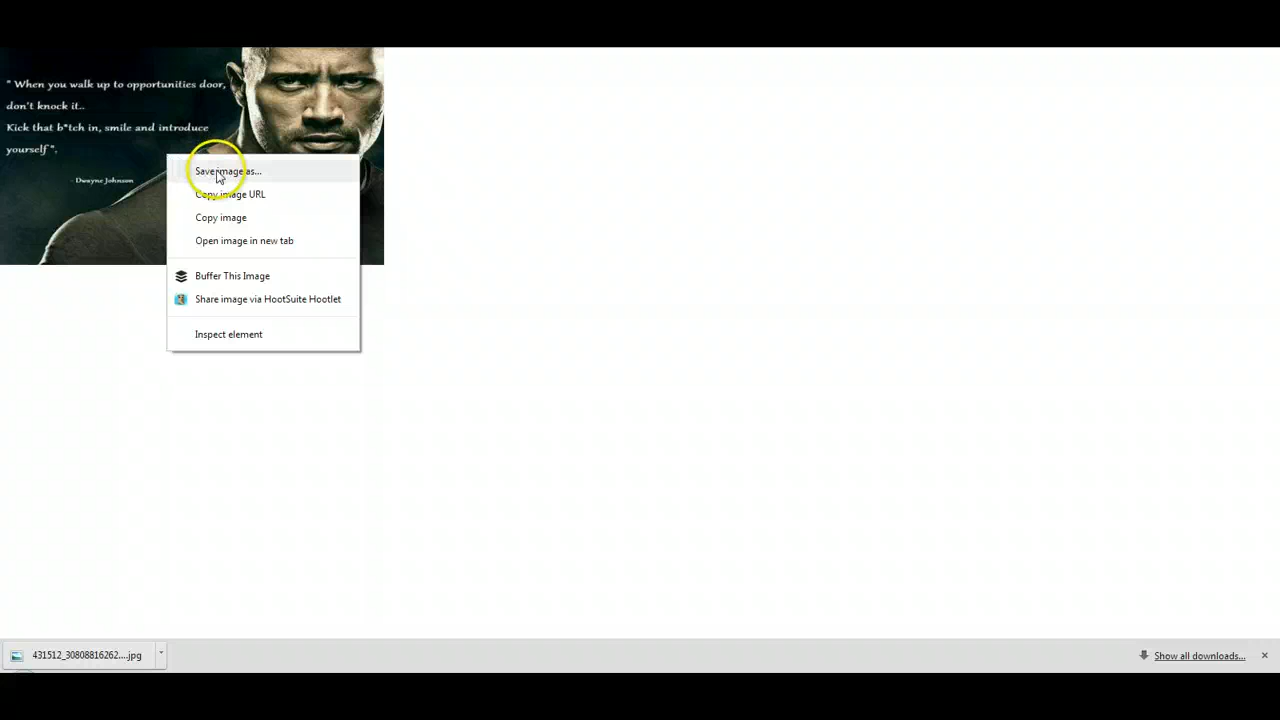 " When you walk up to opportunities door,
don't knock it..
Kick that b*tch in, smile and introduce
yourself ".
- Dwayne Johnson
Save image as...
Copy image URL
Copy image
Open image in new tab
Buffer This Image
Share image via HootSuite Hootlet
Inspect element
431512_30808816262....jpg
Show all downloads...